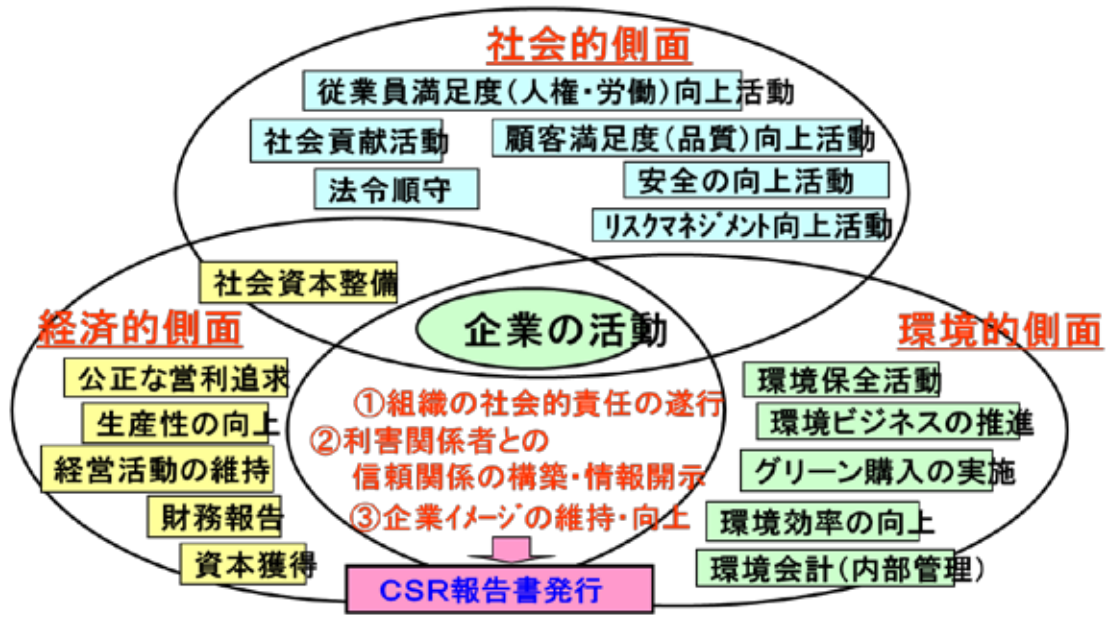 社会的側面
従業員満足度(人権・労働)向上活動
社会貢献活動
顧客満足度(品質)向上活動
法令順守
安全の向上活動
リスクマネジメント向上活動
社会資本整備
企業の活動
経済的側面
公正な営利追求
生産性の向上
経営活動の維持
財務報告
資本獲得
環境的側面
環境保全活動
環境ビジネスの推進
グリーン購入の実施
環境効率の向上
環境会計(内部管理)
①組織の社会的責任の遂行
②利害関係者との
信頼関係の構築・情報開示
③企業イメージの維持・向上
CSR報告書発行